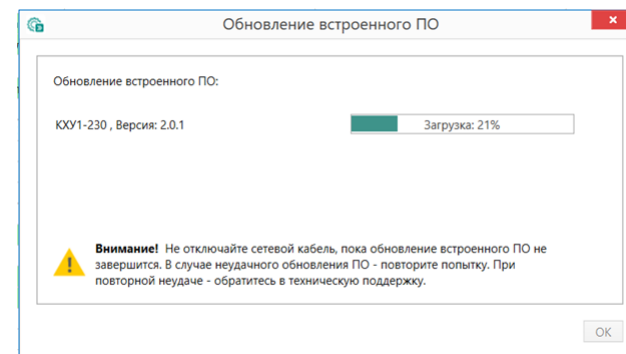 Обновление встроенного ПО
Обновление встроенного ПО:
КХУ1-230 , Версия: 2.0.1
Загрузка: 21%
Внимание! Не отключайте сетевой кабель, пока обновление встроенного ПО не
завершится. В случае неудачного обновления ПО - повторите попытку. При
повторной неудаче - обратитесь в техническую поддержку.
ОК